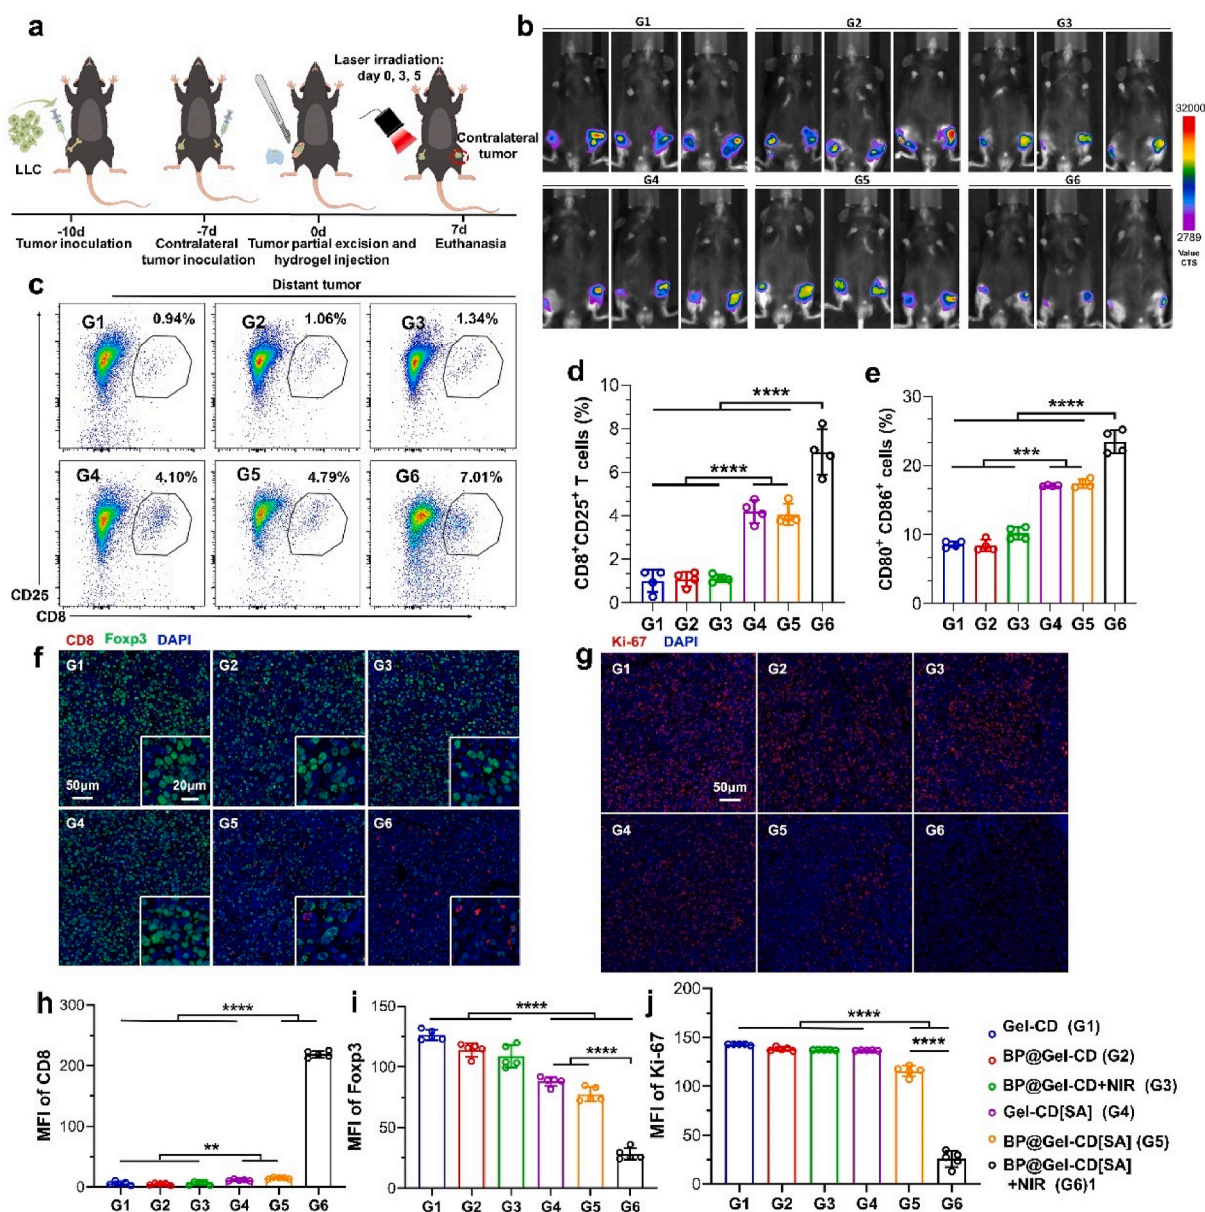 a
Laser irradiation:
day 0, 3, 5
LLC
Contralateral
tumor
-10d
Tumor inoculation
-7d
Contralateral
tumor inoculation
0d
Tumor partial excision and
hydrogel injection
7d
Euthanasia
b
G1
G2
G3
G4
G5
G6
32000
2789
Value
CTS
c
Distant tumor
G1
0.94%
G2
1.06%
G3
1.34%
G4
4.10%
G5
4.79%
G6
7.01%
CD25
CD8
d
CD8+CD25+ T cells (%)
10
8
6
4
2
0
****
****
G1 G2 G3 G4 G5 G6
e
CD80+ CD86+ cells (%)
30
20
10
0
****
***
G1 G2 G3 G4 G5 G6
CD8 Foxp3 DAPI
f
G1
G2
G3
50μm
20μm
G4
G5
G6
Ki-67 DAPI
g
G1
G2
G3
50μm
G4
G5
G6
h
MFI of CD8
300
200
100
0
****
**
G1 G2 G3 G4 G5 G6
i
MFI of Foxp3
150
100
50
0
****
****
G1 G2 G3 G4 G5 G6
j
MFI of Ki-67
200
150
100
50
0
****
****
G1 G2 G3 G4 G5 G6
Gel-CD (G1)
BP@Gel-CD (G2)
BP@Gel-CD+NIR (G3)
Gel-CD[SA] (G4)
BP@Gel-CD[SA] (G5)
BP@Gel-CD[SA]
+NIR (G6)1